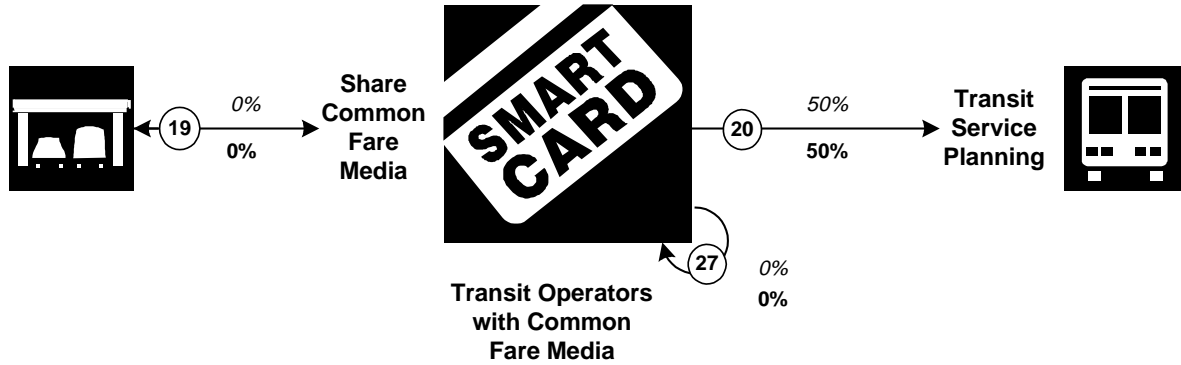 19
0%
0%
Share
Common
Fare
Media
SMART
CARD
20
50%
50%
Transit
Service
Planning
27
0%
0%
Transit Operators
with Common
Fare Media